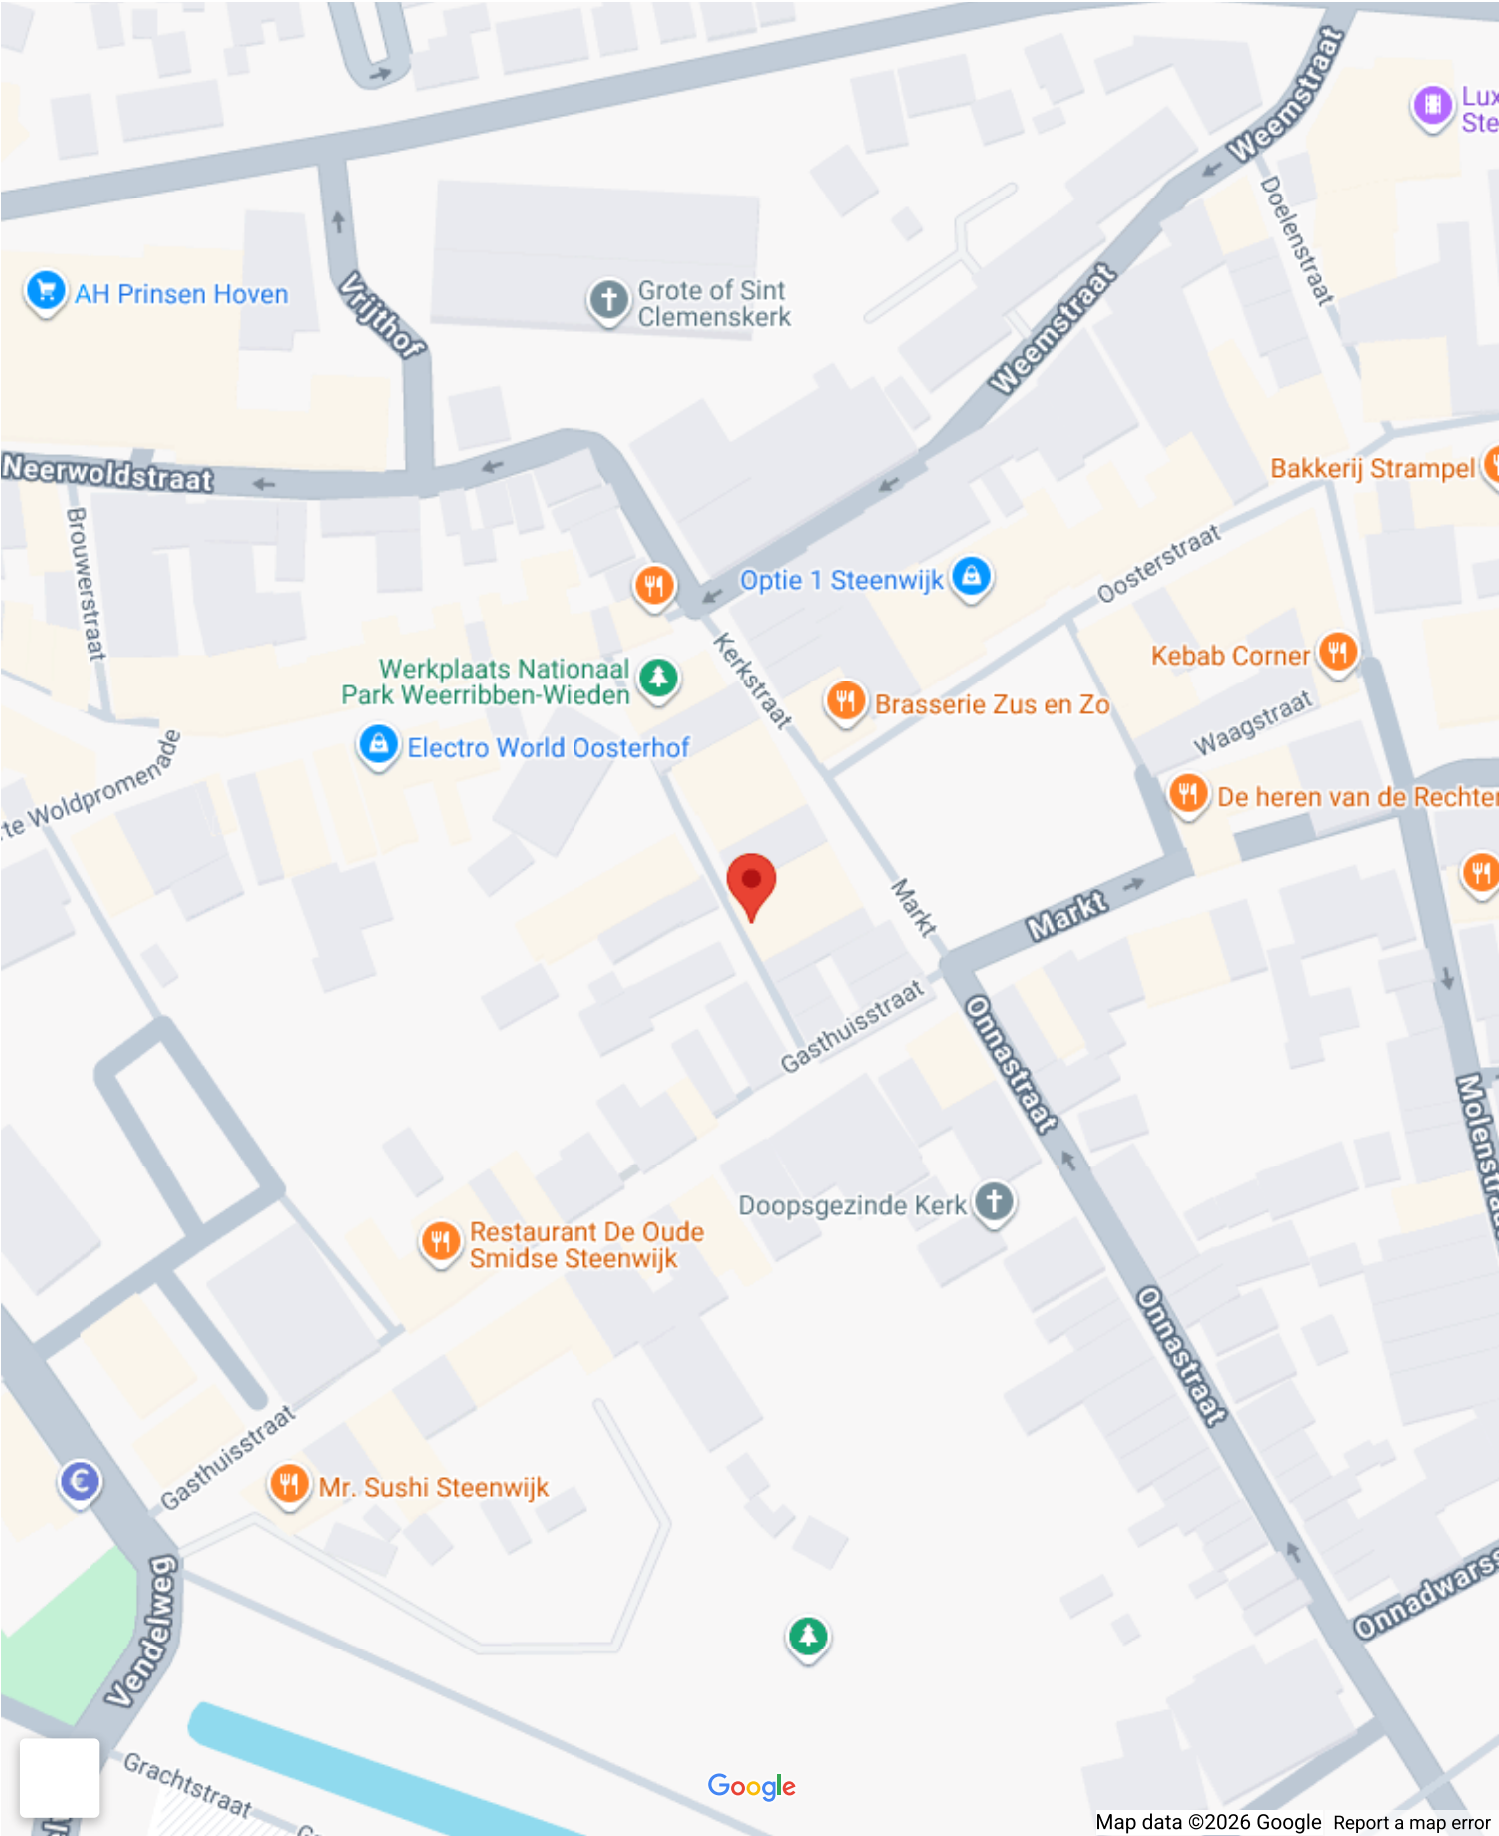 Weemstraat
Lux
Ste
Doelenstraat
AH Prinsen Hoven
Vrijthof
Grote of Sint
Clemenskerk
Weemstraat
Neerwoldstraat
Bakkerij Strampel
Brouwerstraat
Optie 1 Steenwijk
Oosterstraat
Kerkstraat
Werkplaats Nationaal
Park Weerribben-Wieden
Kebab Corner
Brasserie Zus en Zo
Waagstraat
Electro World Oosterhof
rte Woldpromenade
De heren van de Rechter
Markt
Markt
Gasthuisstraat
Onnastraat
Molenstraat
Doopsgezinde Kerk
Restaurant De Oude
Smidse Steenwijk
Onnastraat
Gasthuisstraat
Mr. Sushi Steenwijk
Vendelweg
Onnadwarss
Grachtstraat
Google
Map data ©2026 Google
Report a map error